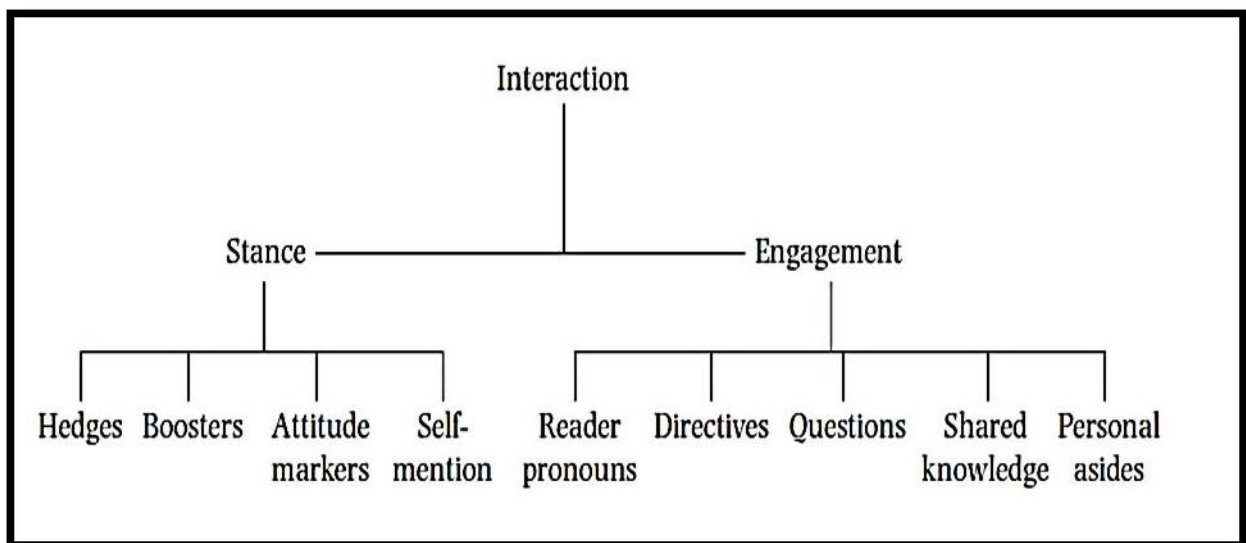 Interaction
Stance Engagement
Hedges Boosters Attitude markers Self-mention Reader pronouns Directives Questions Shared knowledge Personal asides